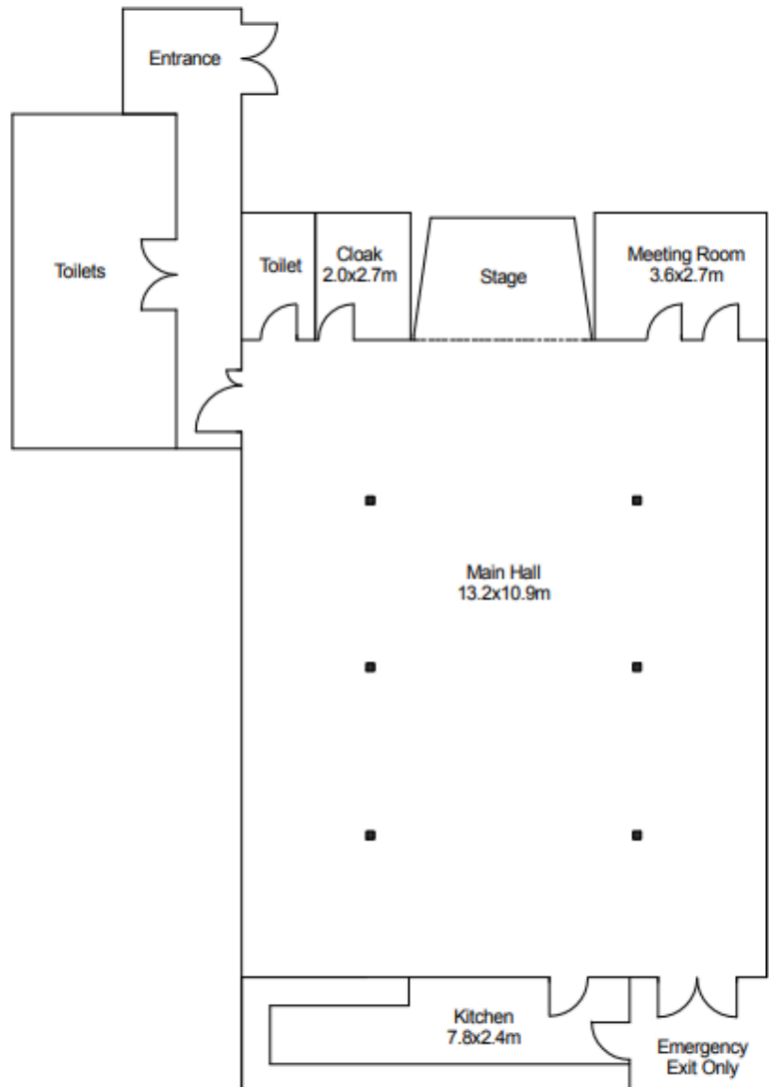 Entrance
Toilets
Toilet
Cloak
2.0x2.7m
Stage
Meeting Room
3.6x2.7m
Main Hall
13.2x10.9m
Kitchen
7.8x2.4m
Emergency
Exit Only